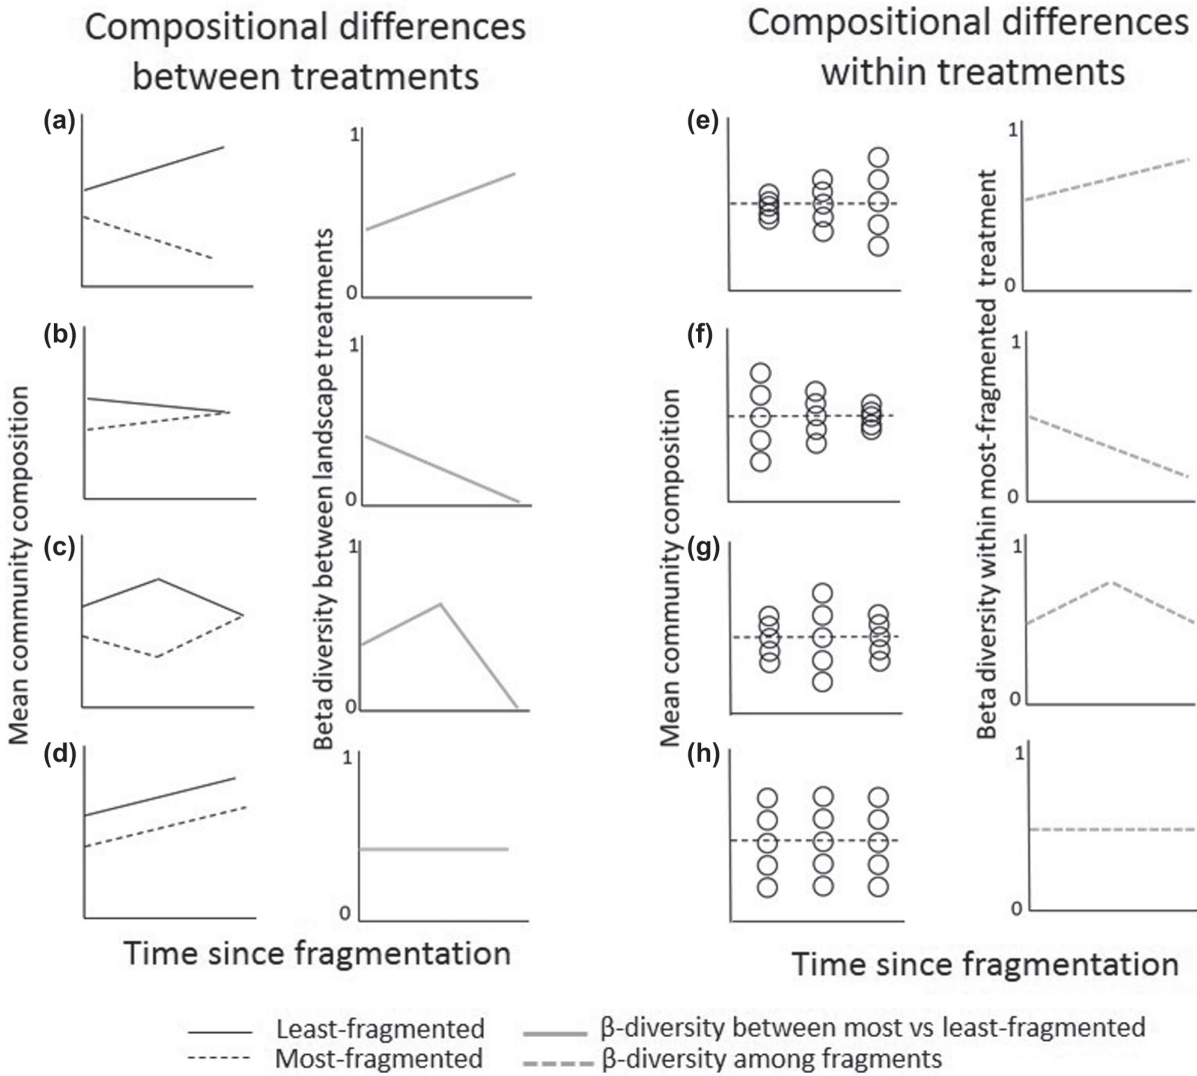 Compositional differences
between treatments
Compositional differences
within treatments
Mean community composition
Beta diversity between landscape treatments
(a)
1
0
(b)
1
0
(c)
1
0
(d)
1
0
Time since fragmentation
Mean community composition
Beta diversity within most-fragmented treatment
(e)
1
0
(f)
1
0
(g)
1
0
(h)
1
0
Time since fragmentation
Least-fragmented
Most-fragmented
β-diversity between most vs least-fragmented
β-diversity among fragments